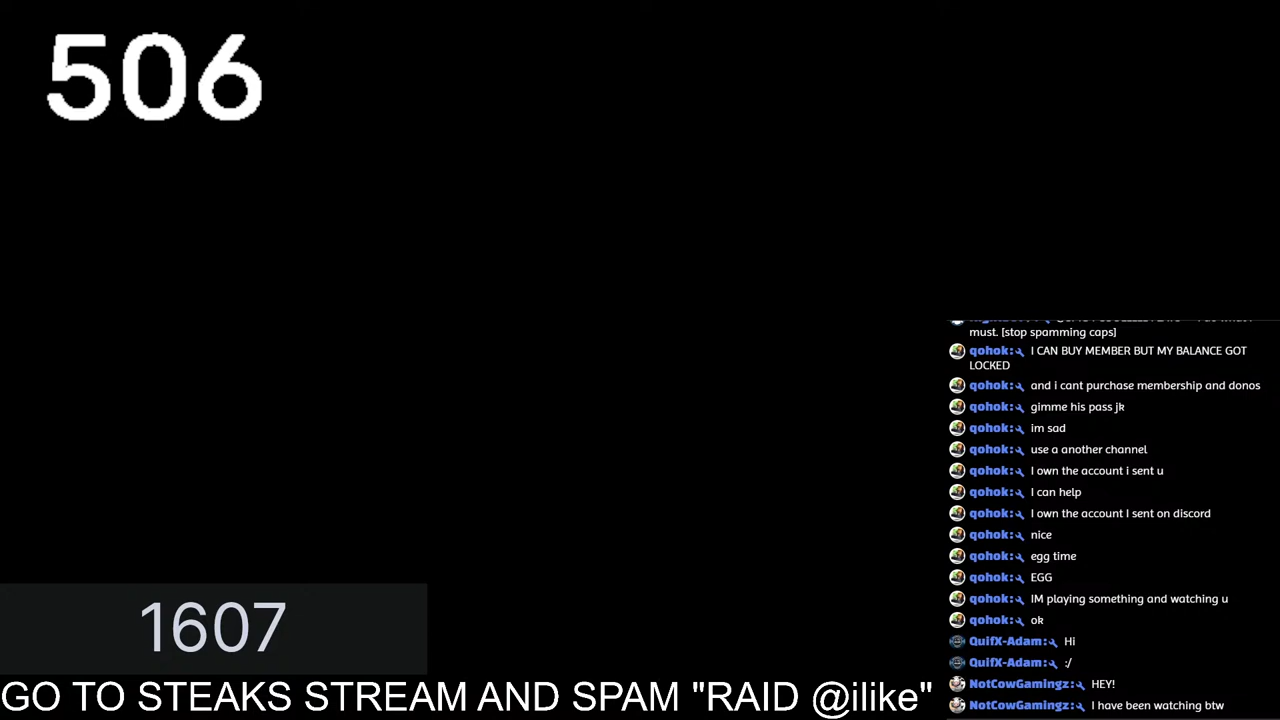 506
must. [stop spamming caps]
qohok: I CAN BUY MEMBER BUT MY BALANCE GOT
LOCKED
qohok: and i cant purchase membership and donos
qohok: gimme his pass jk
qohok: im sad
qohok: use a another channel
qohok: I own the account i sent u
qohok: I can help
qohok: I own the account I sent on discord
qohok: nice
qohok: egg time
qohok: EGG
qohok: IM playing something and watching u
qohok: ok
QuifX-Adam: Hi
QuifX-Adam: :/
NotCowGamingz: HEY!
NotCowGamingz: I have been watching btw
1607
GO TO STEAKS STREAM AND SPAM "RAID @ilike"